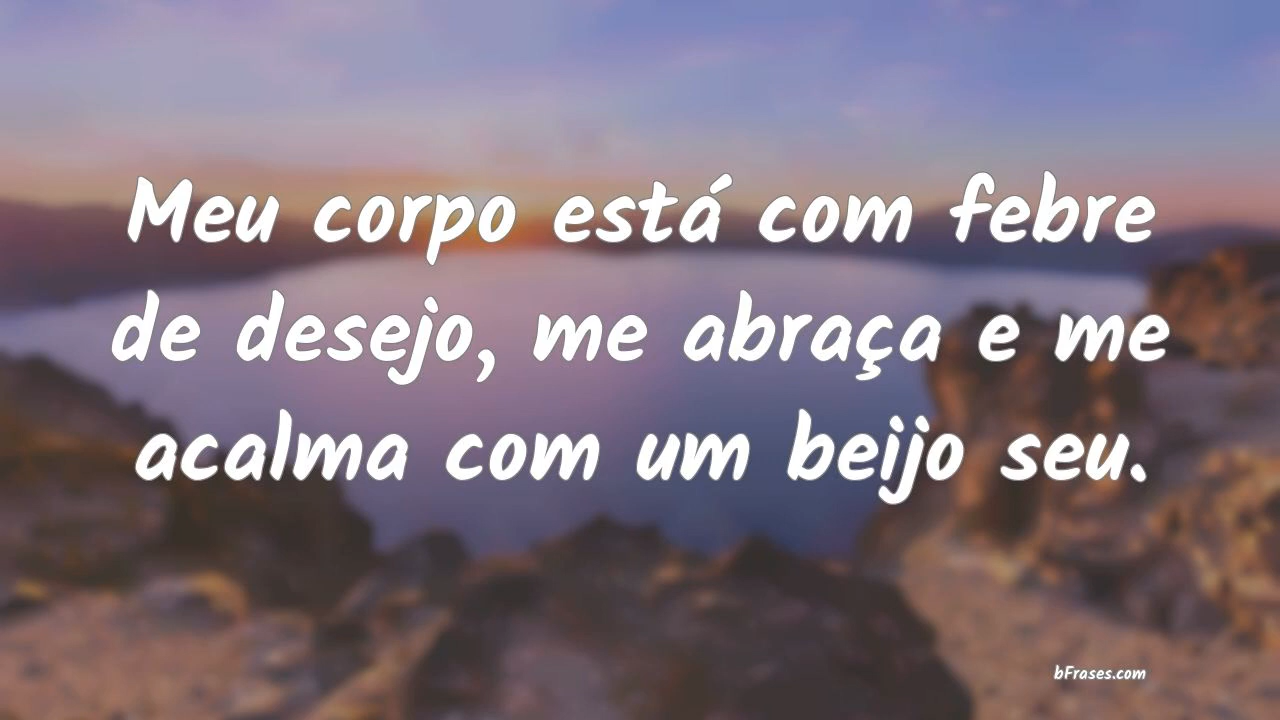 Meu corpo está com febre
de desejo, me abraça e me
acalma com um beijo seu.
bFrases.com